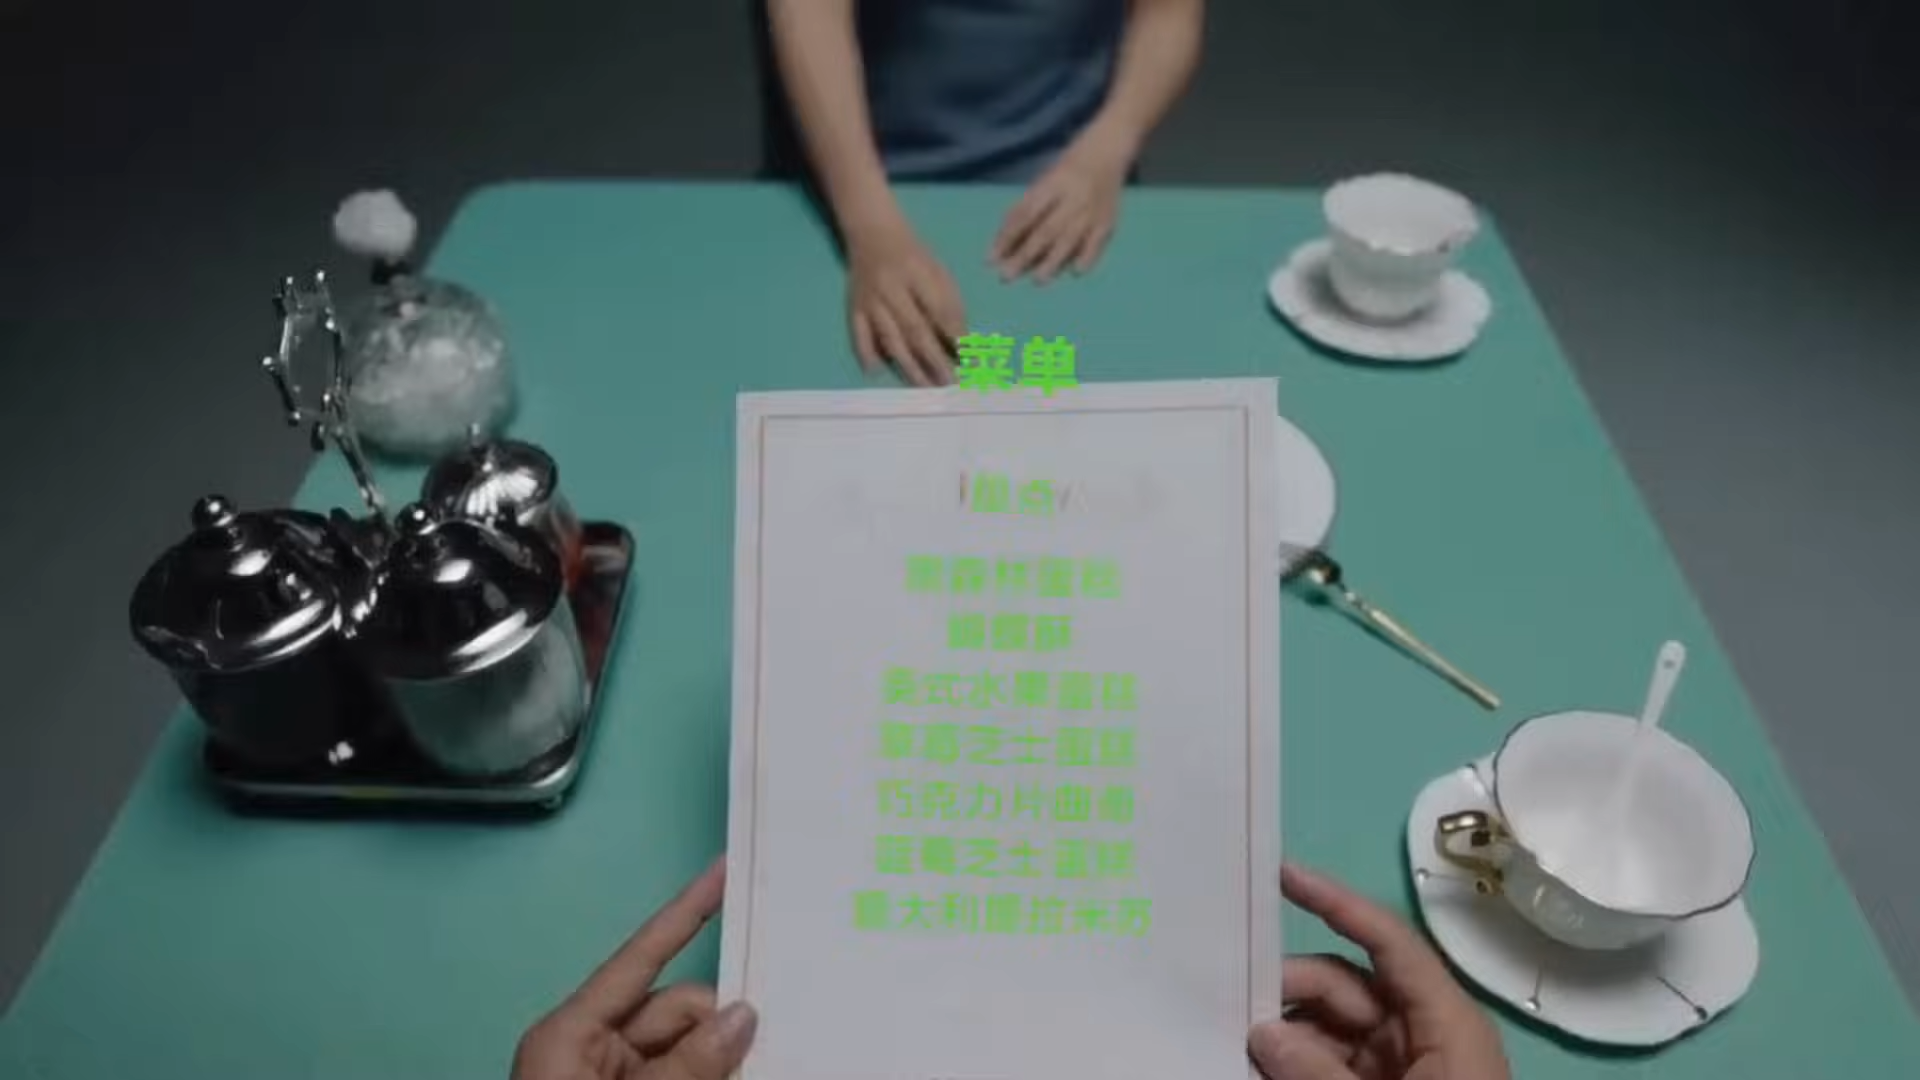 菜单
单点
黑森林蛋糕
蝴蝶酥
美式水果蛋糕
草莓芝士蛋糕
巧克力片曲奇
蓝莓芝士蛋糕
意大利提拉米苏